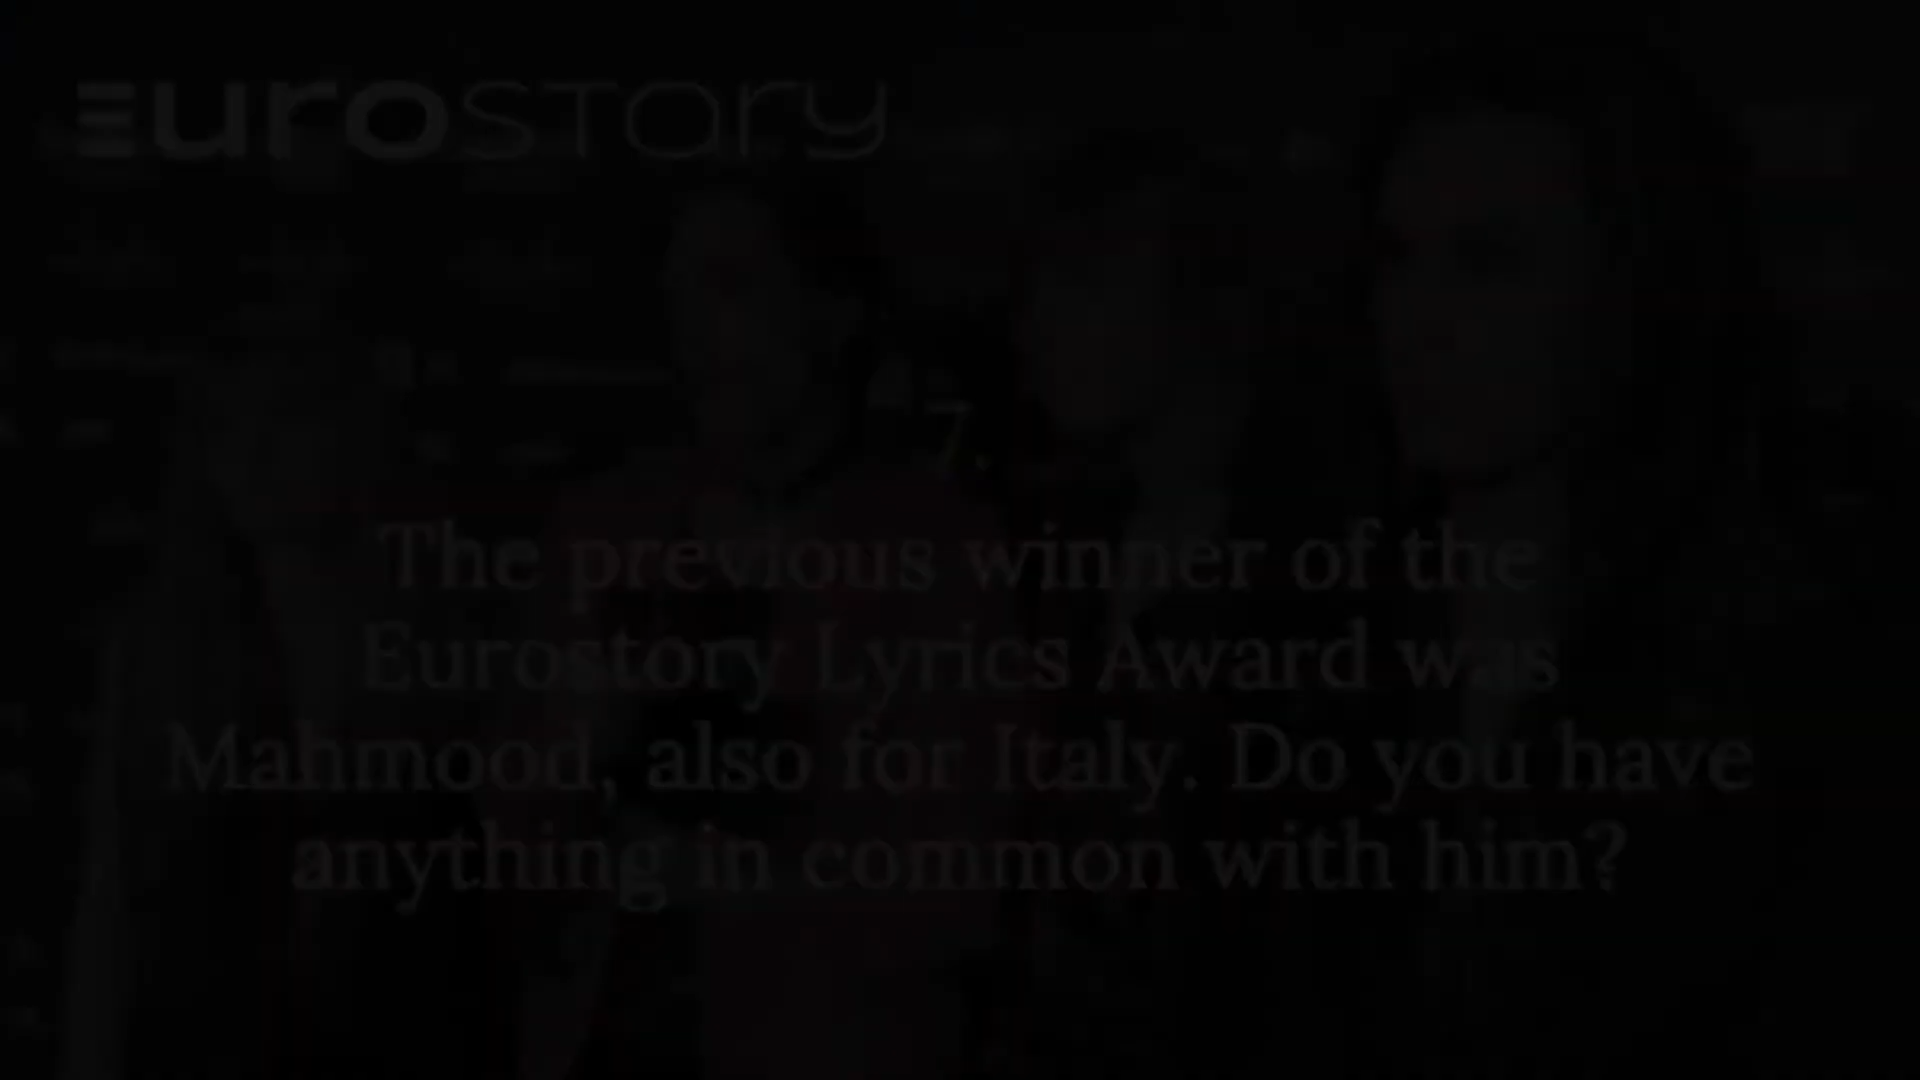 Eurostory
7.
The previous winner of the
Eurostory Lyrics Award was
Mahmood, also for Italy. Do you have
anything in common with him?